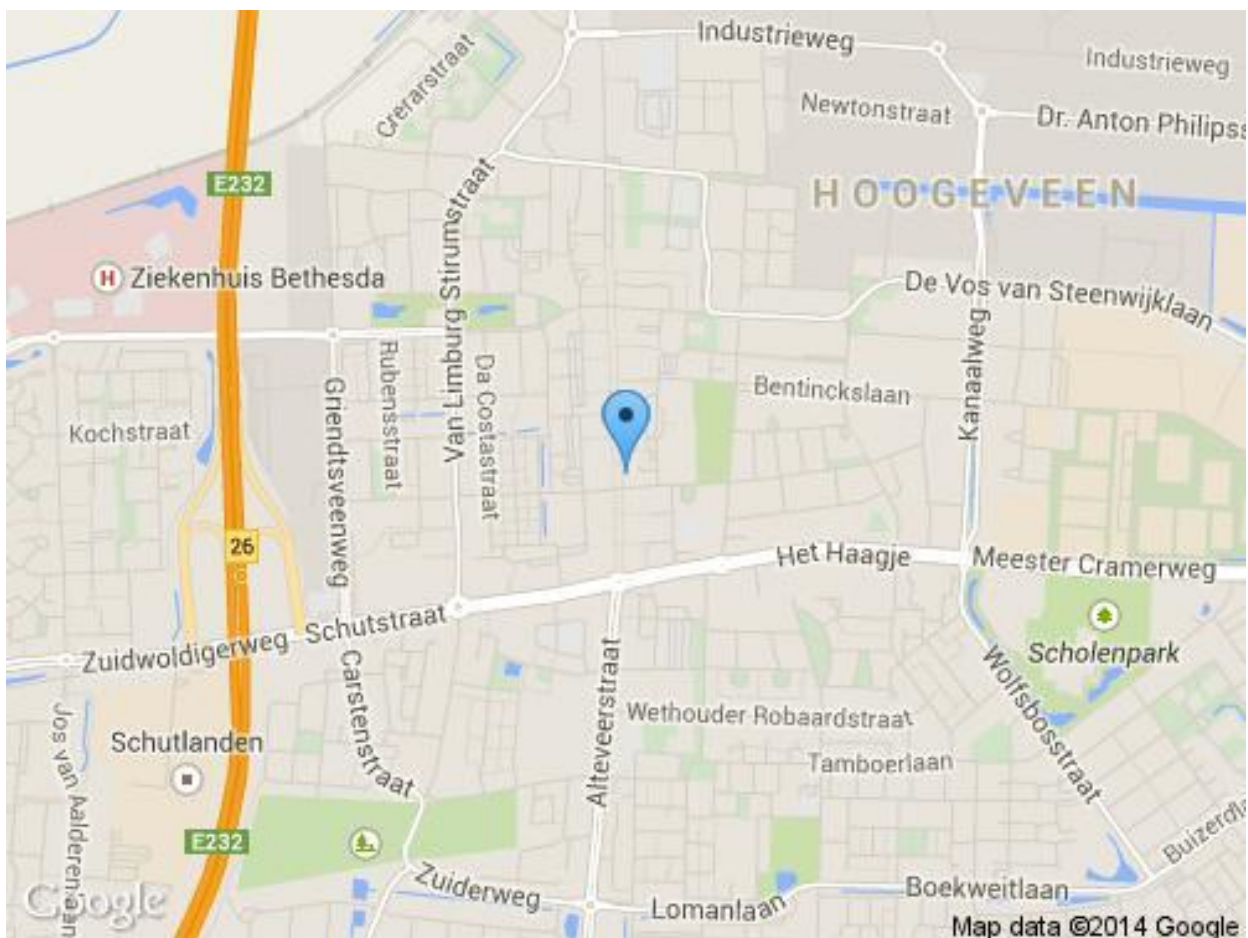 Industrieweg
Industrieweg
Crerarstraat
Newtonstraat
Dr. Anton Philipss
E232
HOOGEVEEN
Van Limburg Stirumstraat
H Ziekenhuis Bethesda
De Vos van Steenwijklaan
Kanaalweg
Rubensstraat
Da Costastraat
Griendtsveenweg
Bentinckslaan
Kochstraat
26
Het Haagje
Meester Cramerweg
Zuidwoldigerweg
Schutstraat
Scholenpark
Carstenstraat
Alteveerstraat
Wolfsbosstraat
Wethouder Robaardstraat
Jos van Aalderenlaan
Schutlanden
Tamboerlaan
E232
Buizerdla
Zuiderweg
Boekweitlaan
Lomanlaan
Google
Map data ©2014 Google